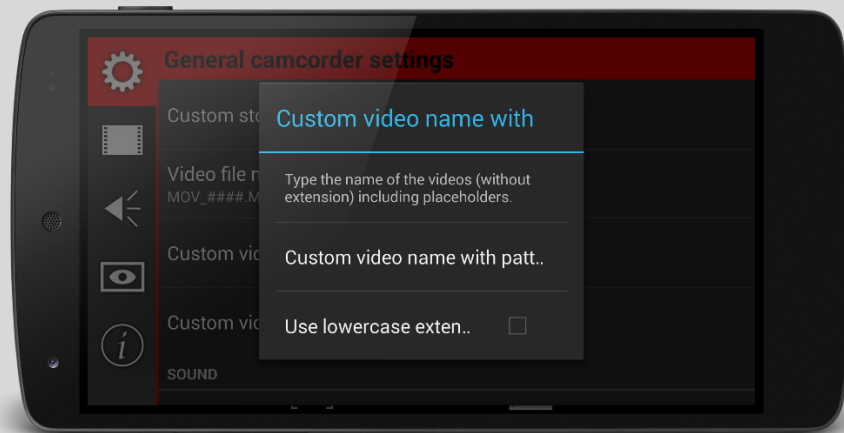 General camcorder settings
Custom sto
Custom video name with
Video file n
MOV_####.M
Type the name of the videos (without
extension) including placeholders.
Custom vid
Custom video name with patt..
Custom vid
Use lowercase exten..
i
SOUND